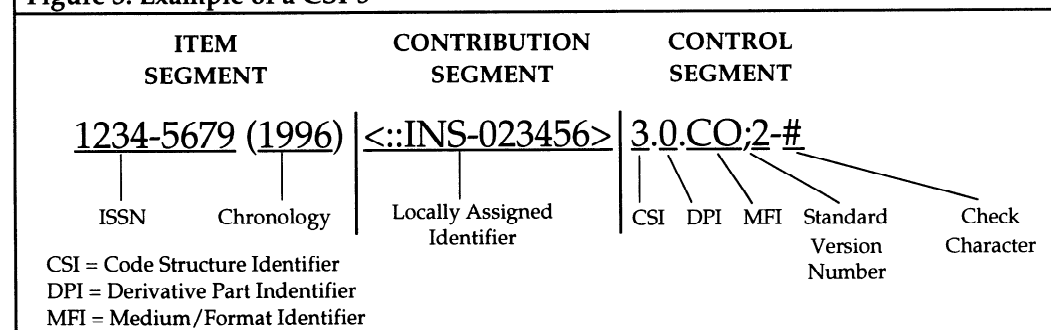 Figure 3: Example of a CSI-3
ITEM SEGMENT
CONTRIBUTION SEGMENT
CONTROL SEGMENT
1234-5679 (1996) <::INS-023456> 3.0.CO;2-#
ISSN
Chronology
Locally Assigned Identifier
CSI
DPI
MFI
Standard Version Number
Check Character
CSI = Code Structure Identifier
DPI = Derivative Part Indentifier
MFI = Medium/Format Identifier